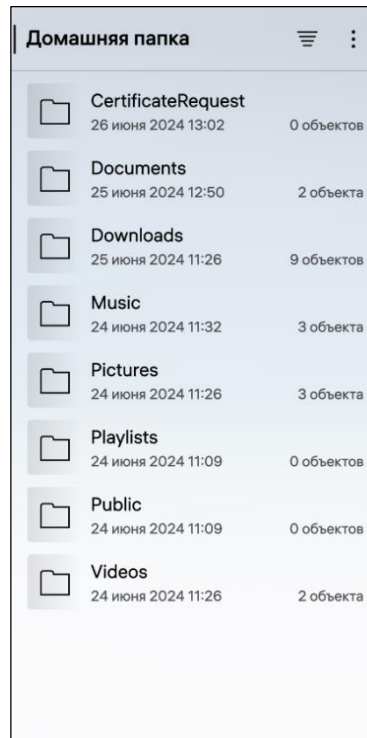 Домашняя папка
CertificateRequest
26 июня 2024 13:02 0 объектов
Documents
25 июня 2024 12:50 2 объекта
Downloads
25 июня 2024 11:26 9 объектов
Music
24 июня 2024 11:32 3 объекта
Pictures
24 июня 2024 11:26 3 объекта
Playlists
24 июня 2024 11:09 0 объектов
Public
24 июня 2024 11:09 0 объектов
Videos
24 июня 2024 11:26 2 объекта